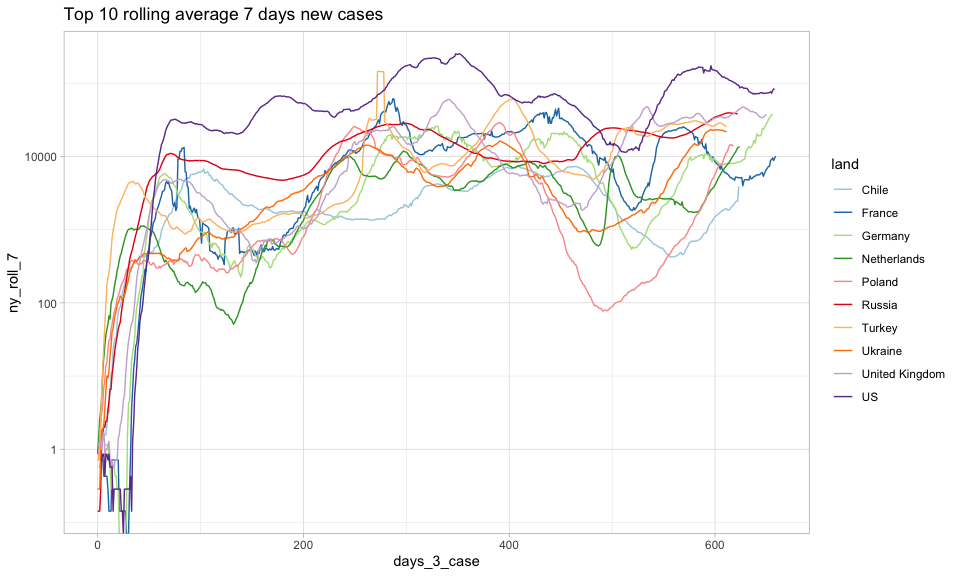 Top 10 rolling average 7 days new cases
ny_roll_7
10000
100
1
0
200
400
600
days_3_case
land
Chile
France
Germany
Netherlands
Poland
Russia
Turkey
Ukraine
United Kingdom
US